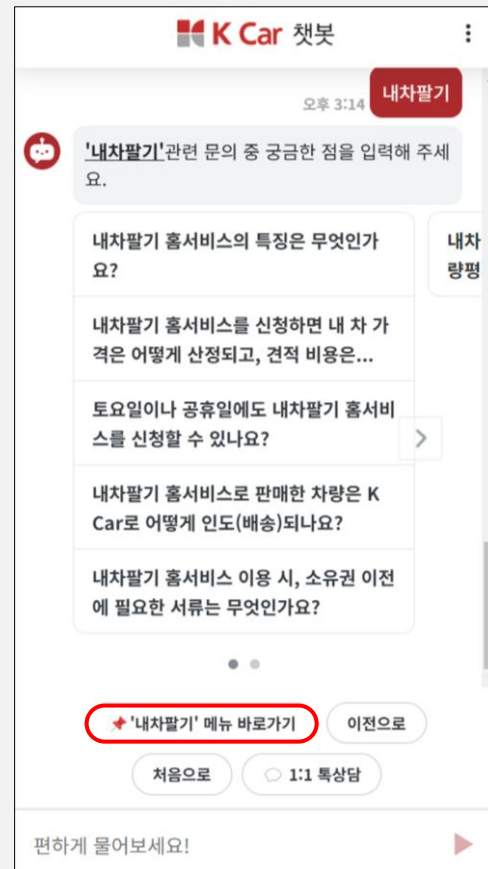 K Car 챗봇
내차팔기
오후 3:14
'내차팔기'관련 문의 중 궁금한 점을 입력해 주세
요.
내차팔기 홈서비스의 특징은 무엇인가
요?
내차팔기 홈서비스를 신청하면 내 차 가
격은 어떻게 산정되고, 견적 비용은...
토요일이나 공휴일에도 내차팔기 홈서비
스를 신청할 수 있나요?
내차팔기 홈서비스로 판매한 차량은 K
Car로 어떻게 인도(배송)되나요?
내차팔기 홈서비스 이용 시, 소유권 이전
에 필요한 서류는 무엇인가요?
내차
량평
'내차팔기' 메뉴 바로가기
이전으로
처음으로
1:1 톡상담
편하게 물어보세요!